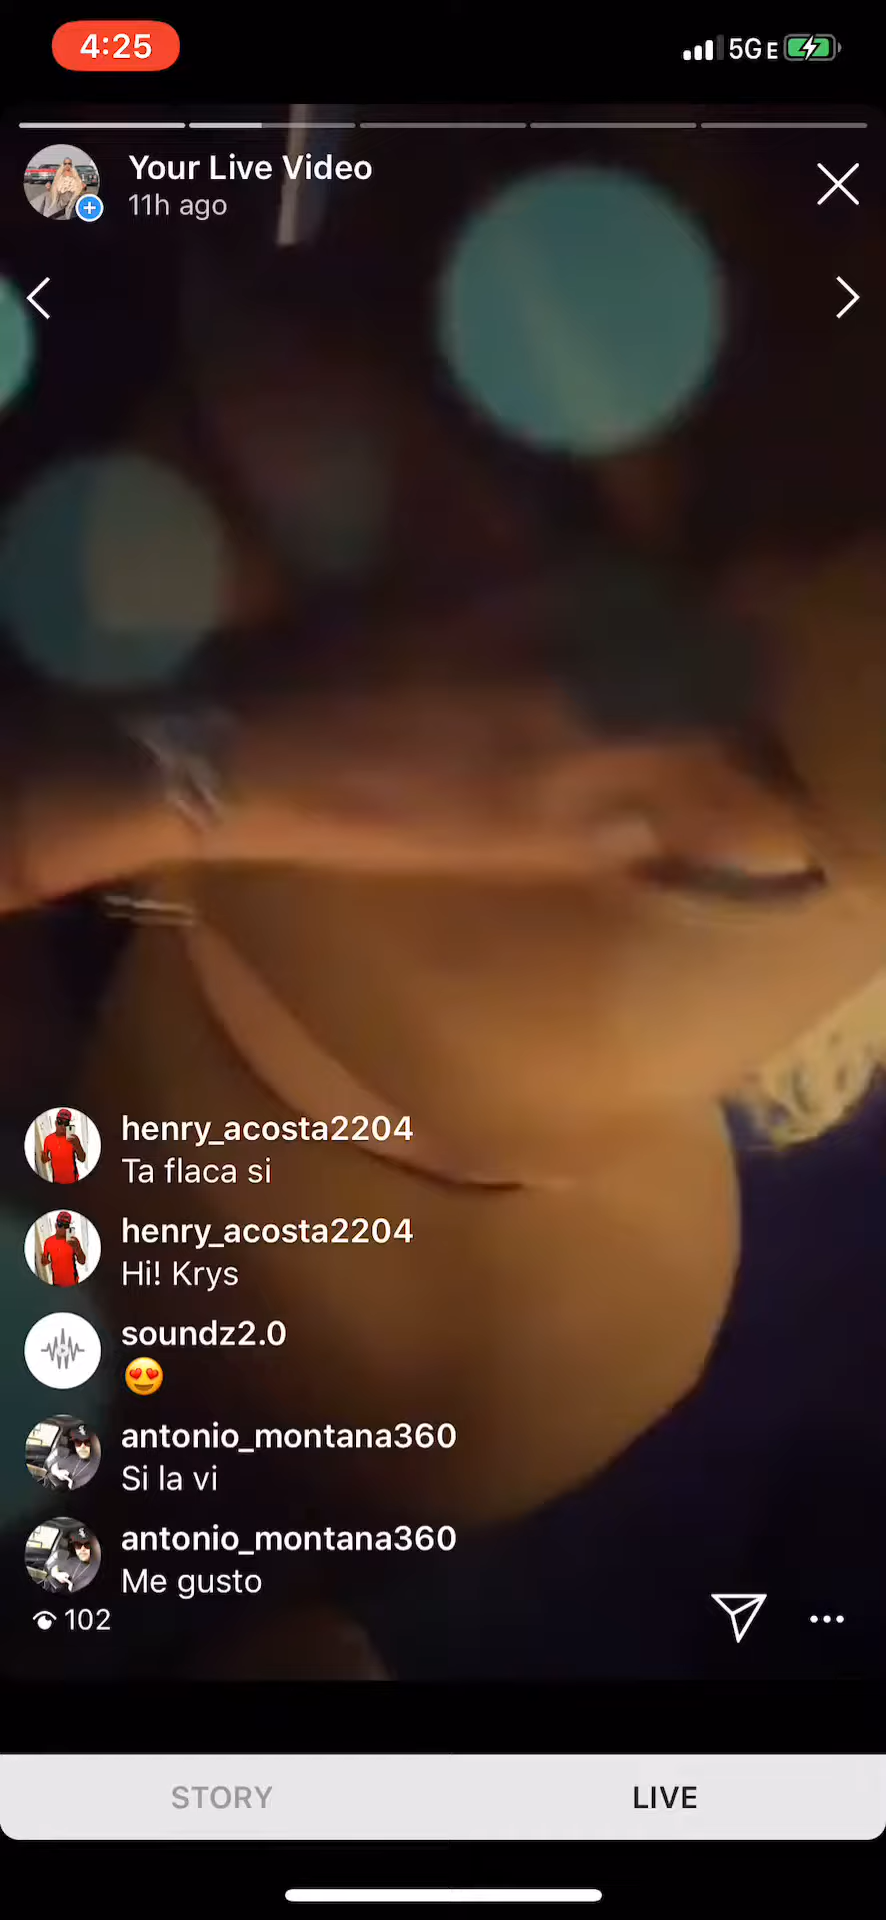 4:25
5GE
Your Live Video
11h ago
henry_acosta2204
Ta flaca si
henry_acosta2204
Hi! Krys
soundz2.0
😍
antonio_montana360
Si la vi
antonio_montana360
Me gusto
102
STORY
LIVE